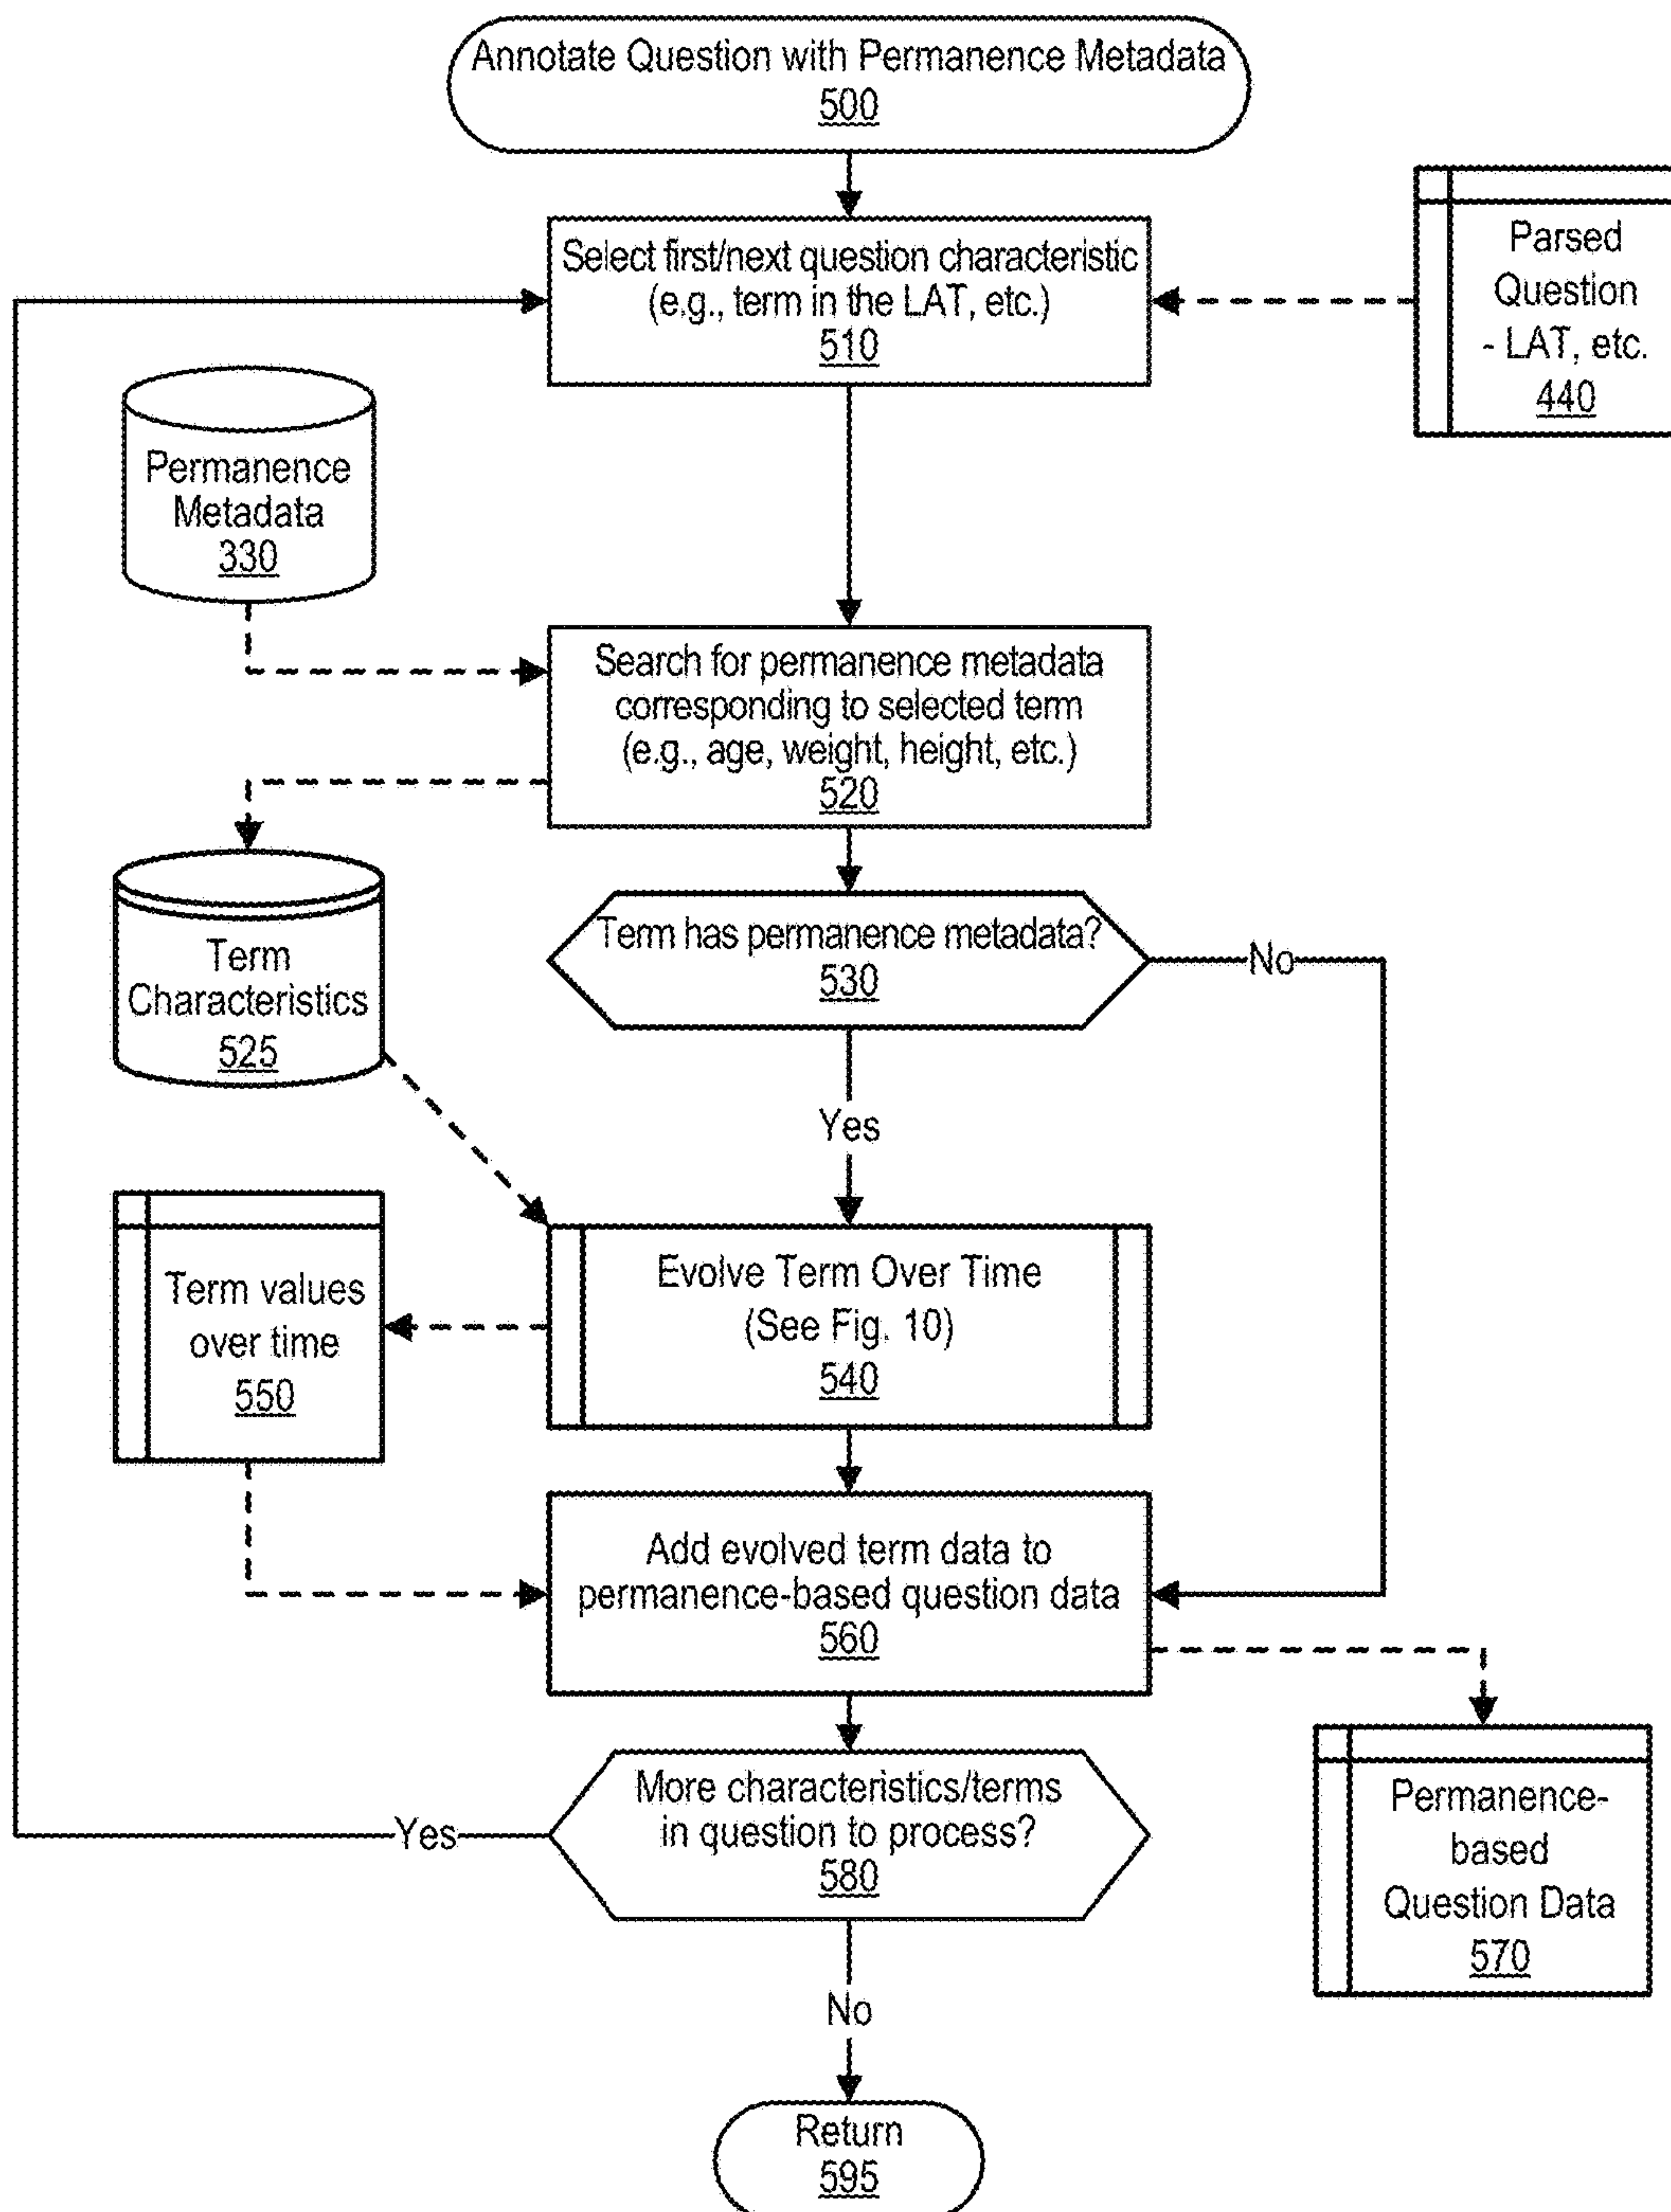 Annotate Question with Permanence Metadata
500
Select first/next question characteristic
(e.g., term in the LAT, etc.)
510
Parsed
Question
- LAT, etc.
440
Permanence
Metadata
330
Search for permanence metadata
corresponding to selected term
(e.g., age, weight, height, etc.)
520
Term
Characteristics
525
Term has permanence metadata?
530
No
Yes
Evolve Term Over Time
(See Fig. 10)
540
Term values
over time
550
Add evolved term data to
permanence-based question data
560
More characteristics/terms
in question to process?
580
Yes
Permanence-
based
Question Data
570
No
Return
595